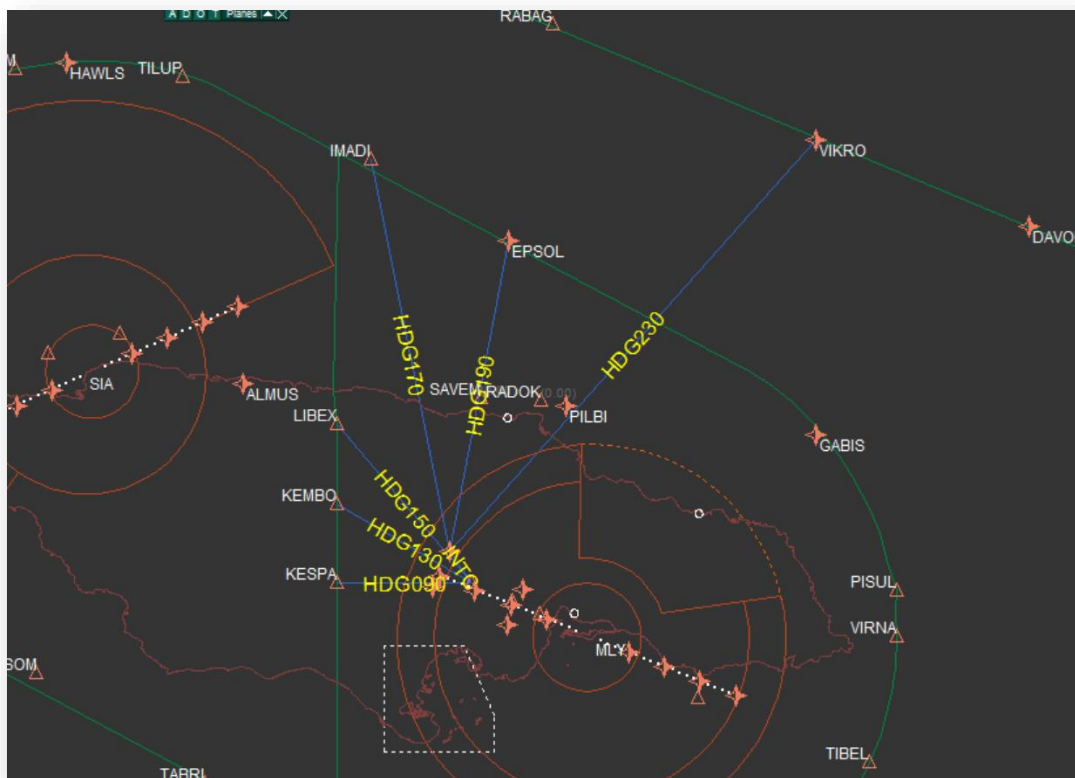 A D O T Planes
RABAG
M
HAWLS
TILUP
IMADI
VIKRO
EPSOL
DAVO
HDG170
HDG190
HDG230
SIA
ALMUS
SAVEM
RADOK
PILBI
LIBEX
GABIS
HDG150
KEMBO
HDG130
INTC
KESPA
HDG090
PISUL
VIRNA
MLY
SOM
TIBEL
TABRI